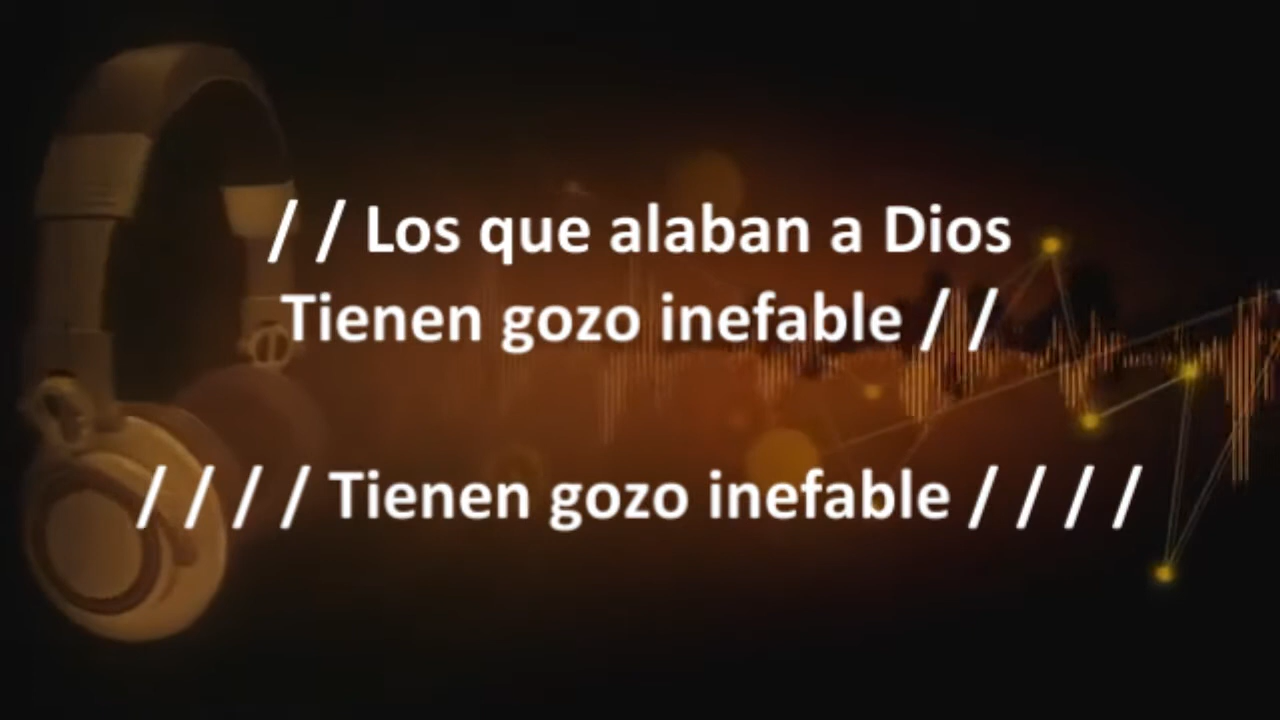 / / Los que alaban a Dios
Tienen gozo inefable / /
/ / / / Tienen gozo inefable / / / /